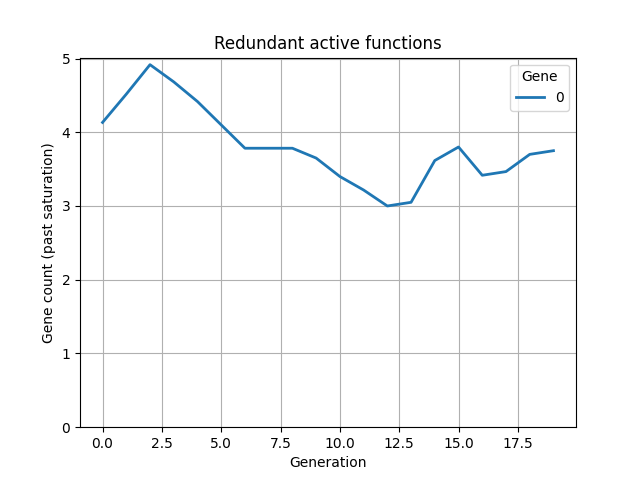 Redundant active functions
Gene
0
5
4
3
2
1
0
Gene count (past saturation)
0.0 2.5 5.0 7.5 10.0 12.5 15.0 17.5
Generation